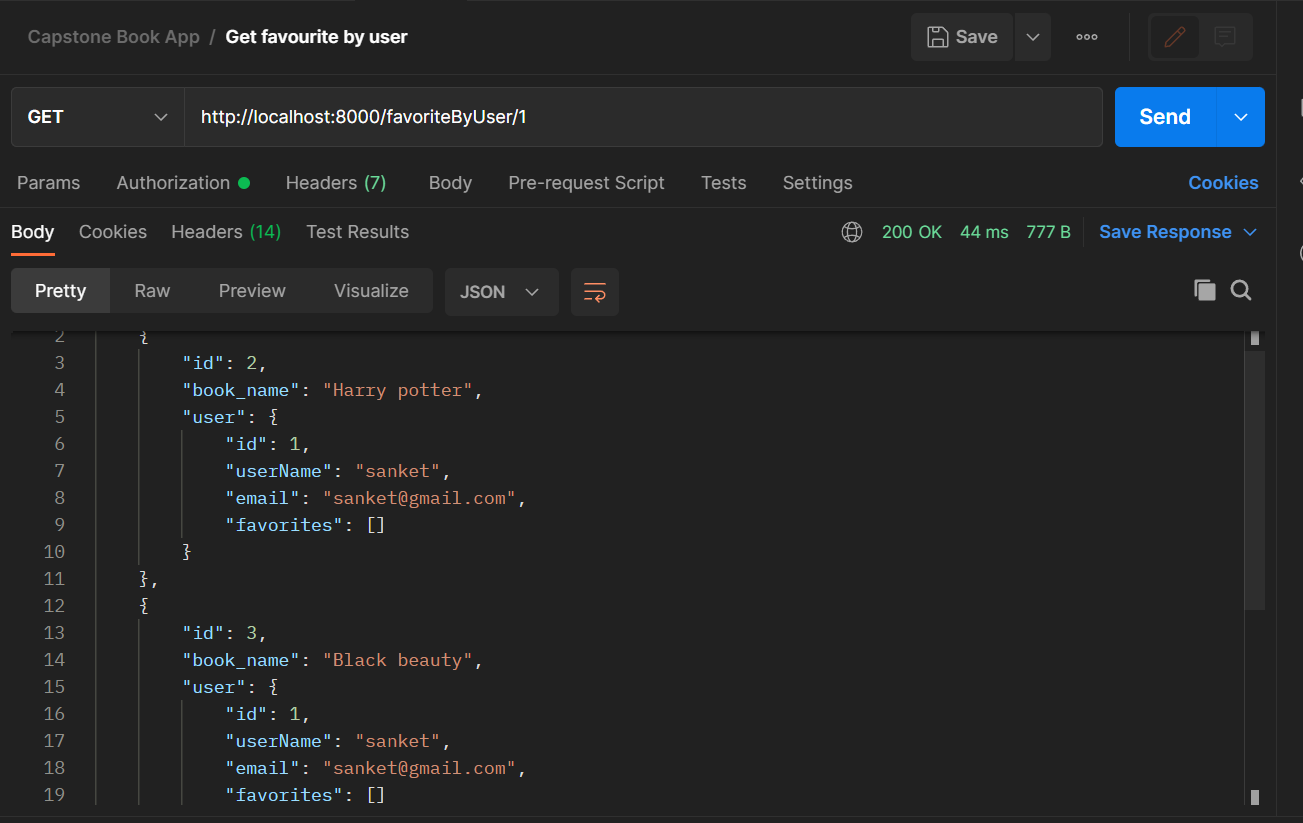 Capstone Book App / Get favourite by user
Save
GET http://localhost:8000/favoriteByUser/1 Send
Params Authorization Headers (7) Body Pre-request Script Tests Settings Cookies
Body Cookies Headers (14) Test Results 200 OK 44 ms 777 B Save Response
Pretty Raw Preview Visualize JSON
2 {
3 "id": 2,
4 "book_name": "Harry potter",
5 "user": {
6 "id": 1,
7 "userName": "sanket",
8 "email": "sanket@gmail.com",
9 "favorites": []
10 }
11 },
12 {
13 "id": 3,
14 "book_name": "Black beauty",
15 "user": {
16 "id": 1,
17 "userName": "sanket",
18 "email": "sanket@gmail.com",
19 "favorites": []